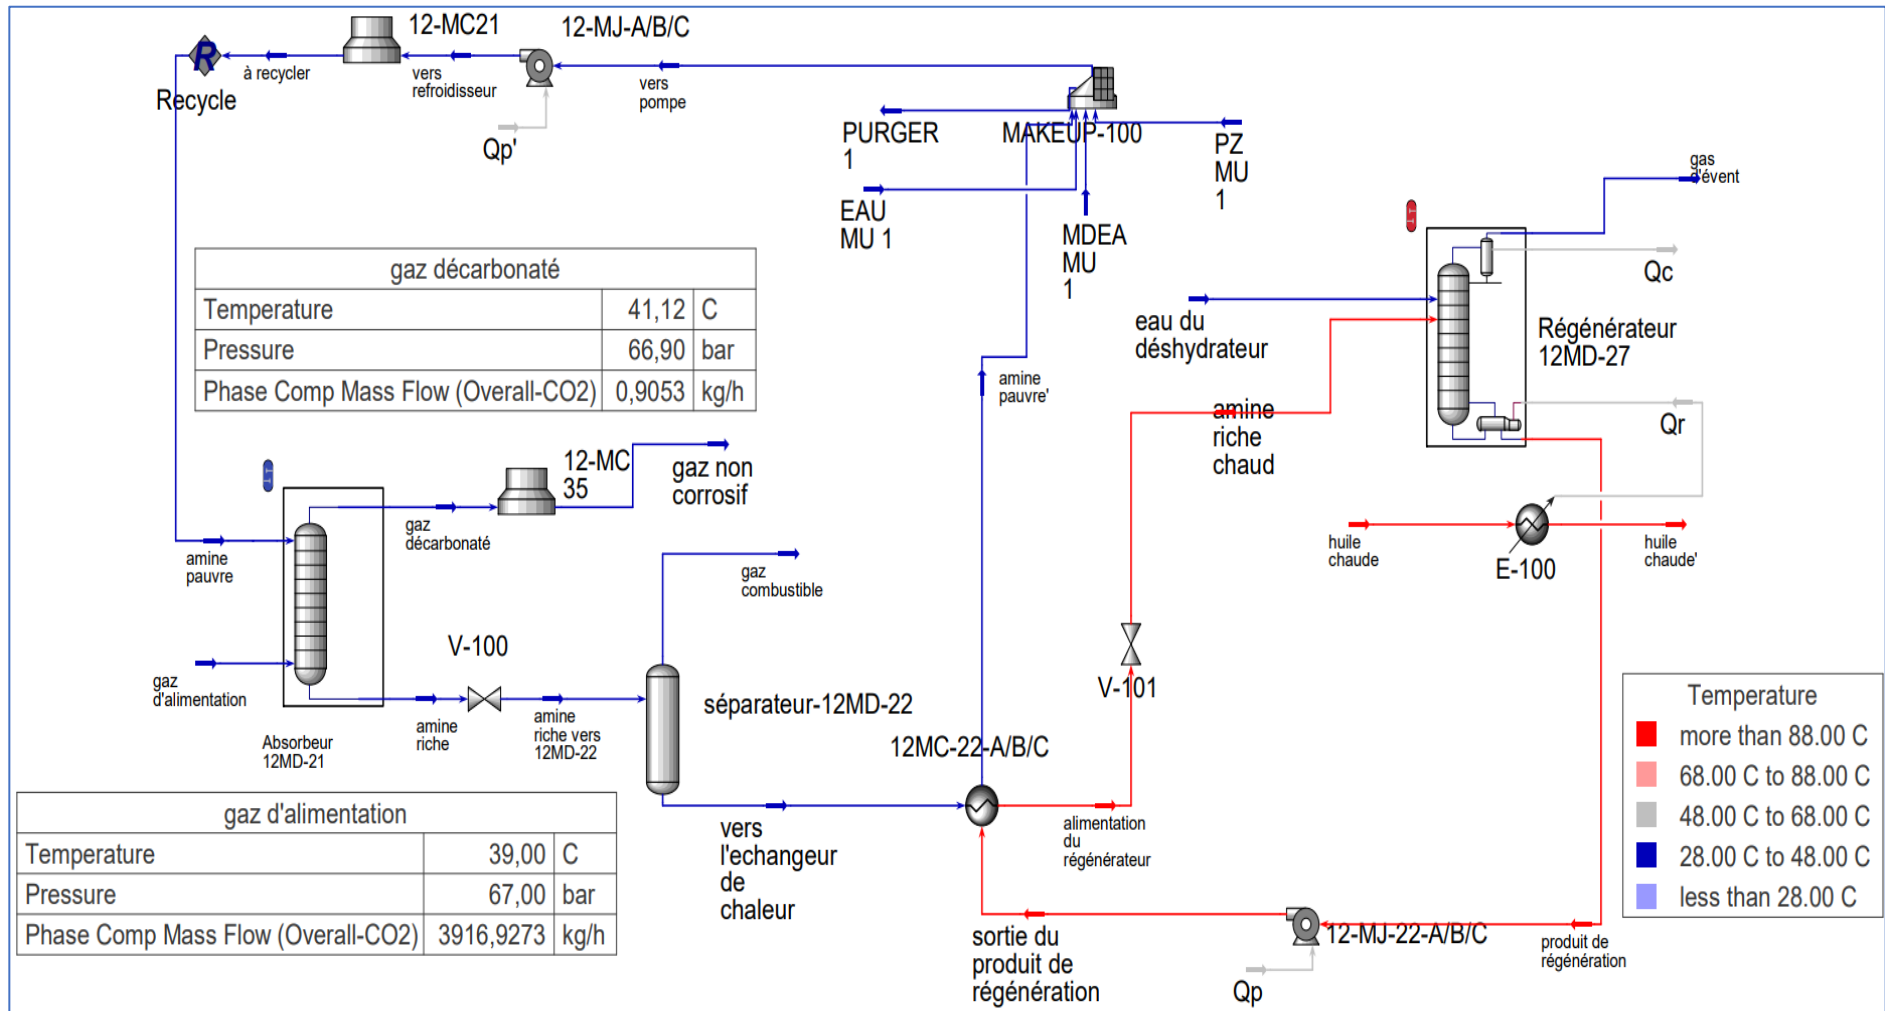 12-MC21
12-MJ-A/B/C
R
Recycle
à recycler
vers
refroidisseur
vers
pompe
Qp'
PURGER
1
MAKEUP-100
PZ
MU
1
EAU
MU 1
MDEA
MU
1
gas
d'évent
Qc
eau du
déshydrateur
Régénérateur
12MD-27
Qr
amine
riche
chaud
amine
pauvre'
huile
chaude
huile
chaude'
E-100
gaz décarbonaté
Temperature 41,12 C
Pressure 66,90 bar
Phase Comp Mass Flow (Overall-CO2) 0,9053 kg/h
12-MC
35
gaz non
corrosif
gaz
décarbonaté
amine
pauvre
gaz
combustible
V-100
gaz
d'alimentation
amine
riche
amine
riche vers
12MD-22
séparateur-12MD-22
Absorbeur
12MD-21
12MC-22-A/B/C
V-101
vers
l'echangeur
de
chaleur
alimentation
du
régénérateur
sortie du
produit de
régénération
12-MJ-22-A/B/C
Qp
produit de
régénération
gaz d'alimentation
Temperature 39,00 C
Pressure 67,00 bar
Phase Comp Mass Flow (Overall-CO2) 3916,9273 kg/h
Temperature
more than 88.00 C
68.00 C to 88.00 C
48.00 C to 68.00 C
28.00 C to 48.00 C
less than 28.00 C